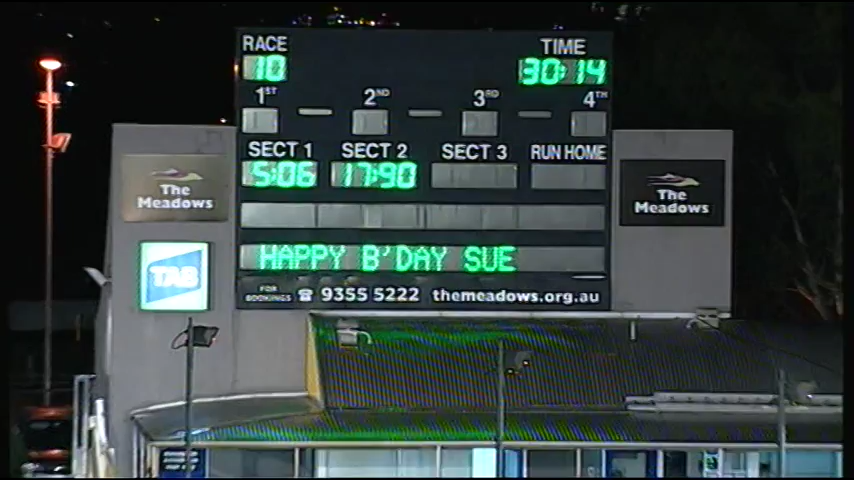 RACE TIME
10 30:14
1ST 2ND 3RD 4TH
SECT 1 SECT 2 SECT 3 RUN HOME
5:06 17:90
The Meadows
The Meadows
TAB
HAPPY B'DAY SUE
FOR BOOKINGS ☎ 9355 5222 themeadows.org.au